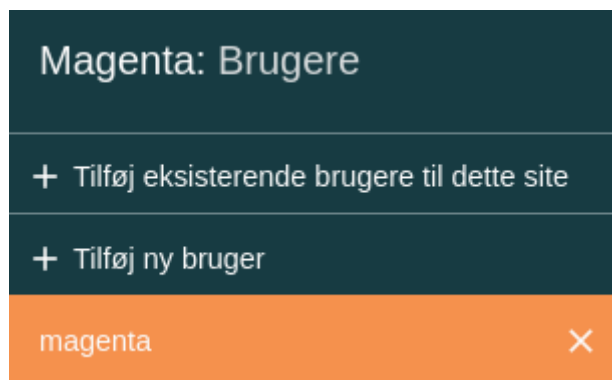 Magenta: Brugere
+ Tilføj eksisterende brugere til dette site
+ Tilføj ny bruger
magenta